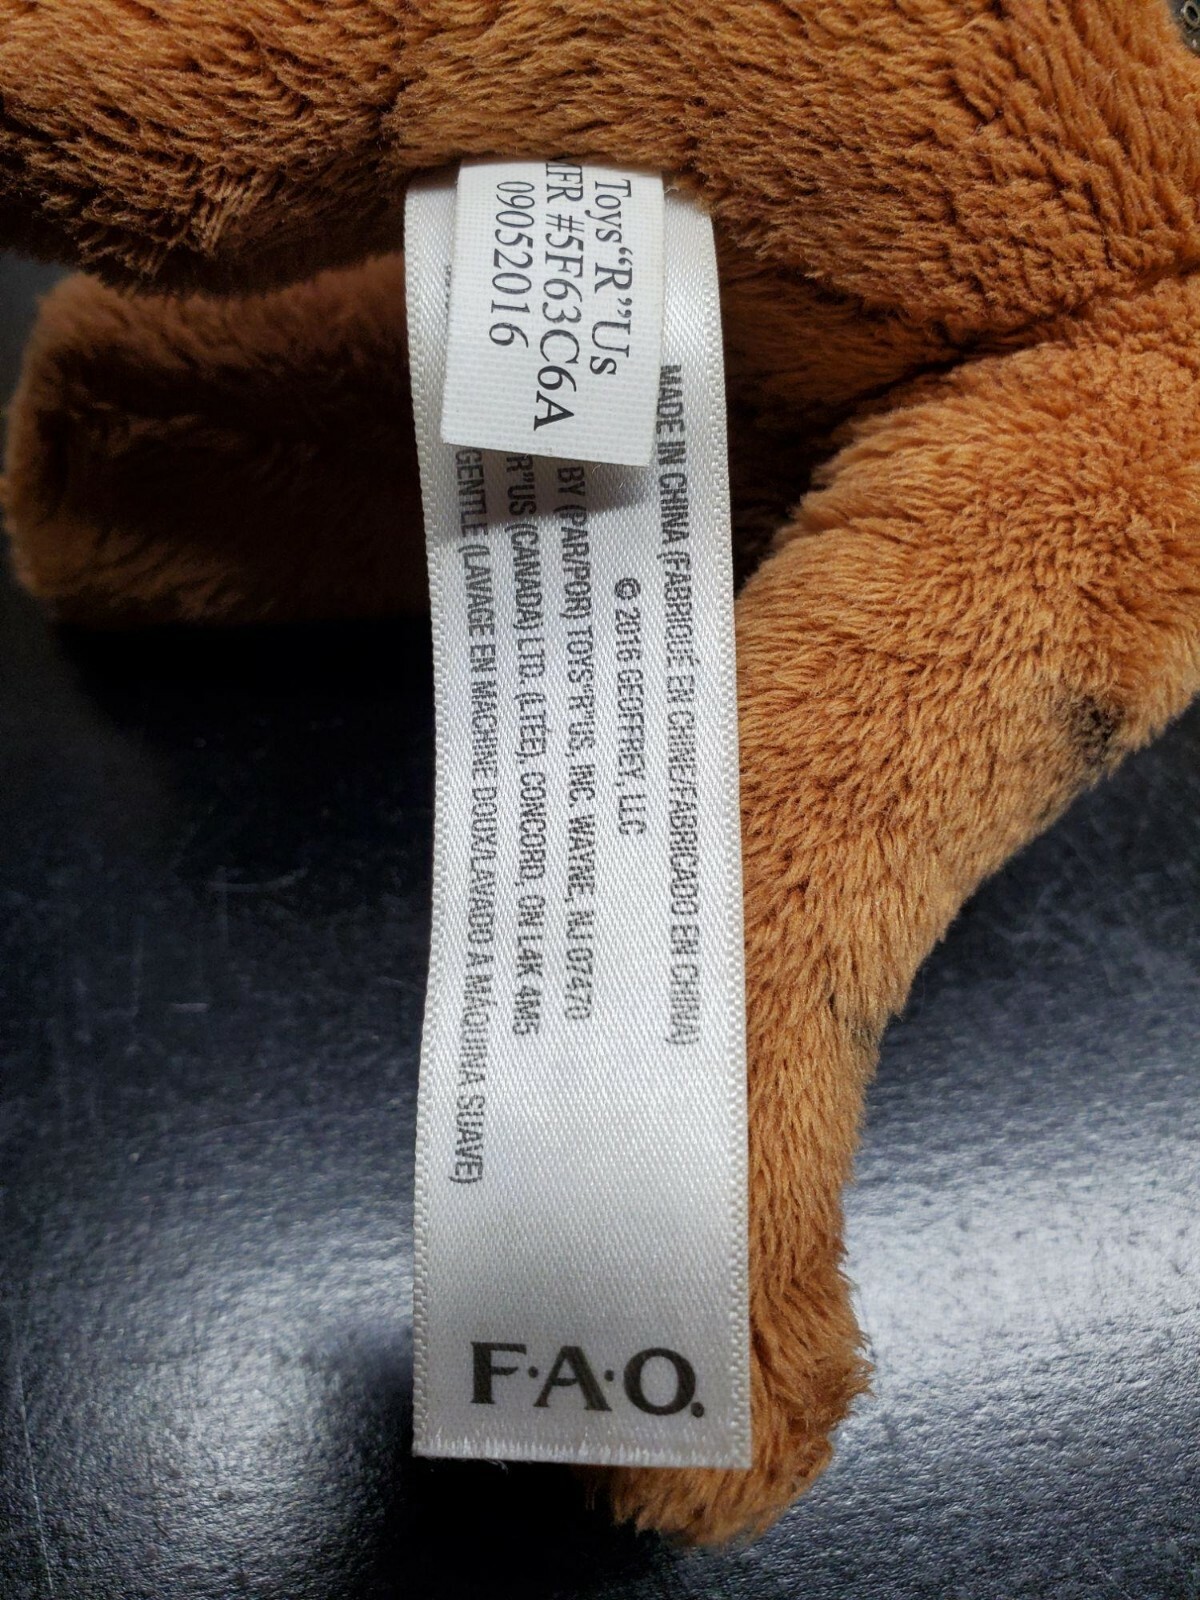 Toys“R”Us
MFR #5F63C6A
09052016
MADE IN CHINA (FABRIQUÉ EN CHINE/FABRICADO EN CHINA)
© 2016 GEOFFREY, LLC
BY (PAR/POR) TOYS"R"US, INC. WAYNE, NJ 07470
R"US (CANADA) LTD. (LTÉE), CONCORD, ON L4K 4M5
GENTLE (LAVAGE EN MACHINE DOUX/LAVADO A MÁQUINA SUAVE)
F·A·O.